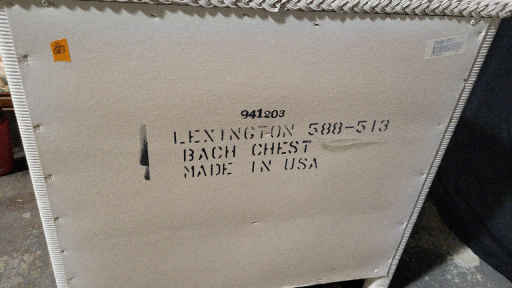 941203
LEXINGTON 588-513
BACH CHEST
MADE IN USA